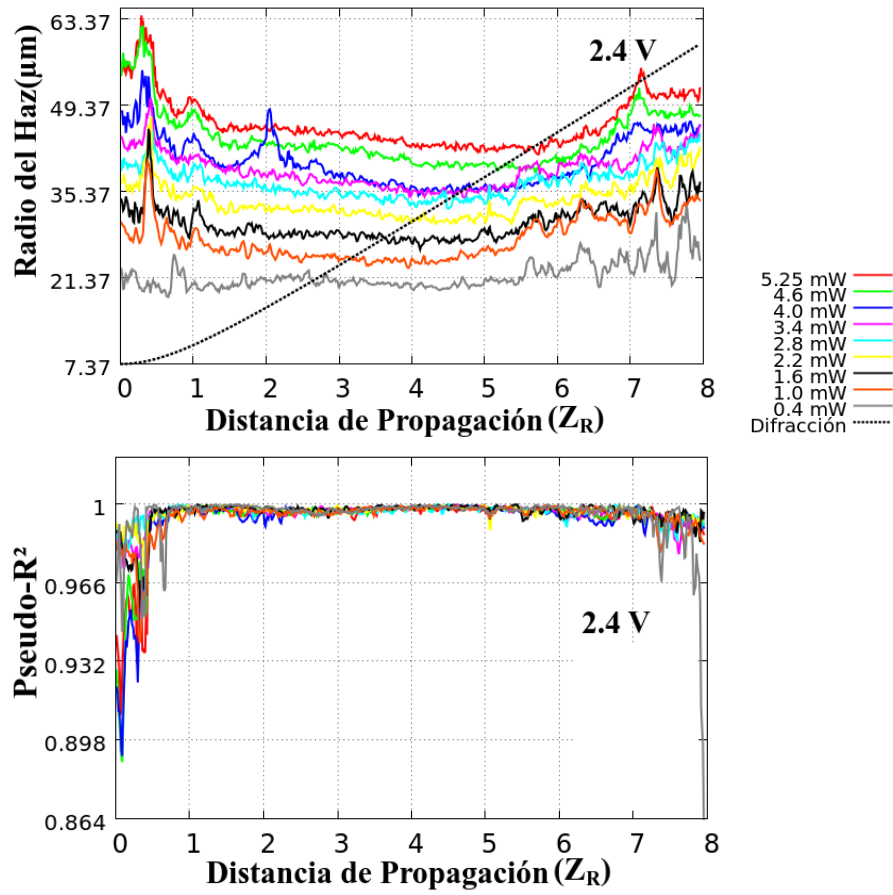 Radio del Haz(μm)
63.37
49.37
35.37
21.37
7.37
2.4 V
0 1 2 3 4 5 6 7 8
Distancia de Propagación (Z_R)
5.25 mW
4.6 mW
4.0 mW
3.4 mW
2.8 mW
2.2 mW
1.6 mW
1.0 mW
0.4 mW
Difracción
Pseudo-R²
1
0.966
0.932
0.898
0.864
2.4 V
0 1 2 3 4 5 6 7 8
Distancia de Propagación (Z_R)